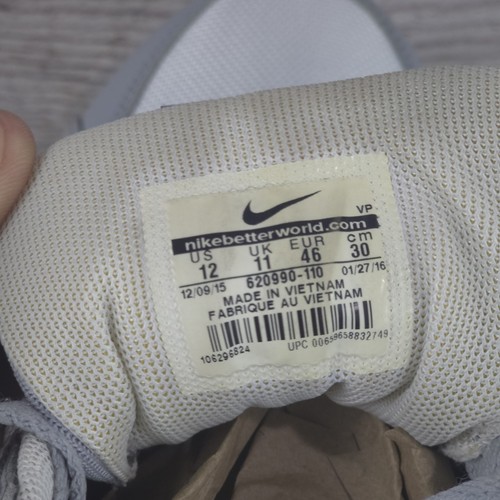 VP
nikebetterworld.com
US UK EUR cm
12 11 46 30
12/09/15 620990-110 01/27/16
MADE IN VIETNAM
FABRIQUE AU VIETNAM
106296524
UPC 00659658832749